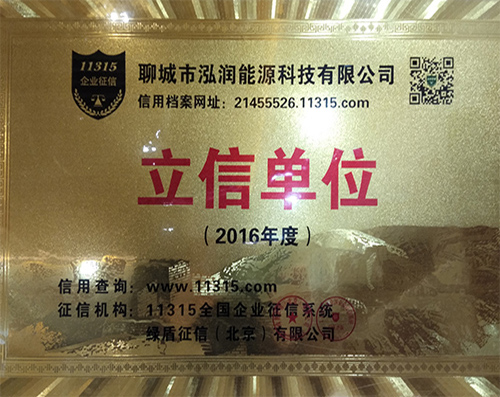 11315
企业征信
聊城市泓润能源科技有限公司
信用档案网址：21455526.11315.com
立信单位
（2016年度）
信用查询：www.11315.com
征信机构：11315全国企业征信系统
绿盾征信（北京）有限公司